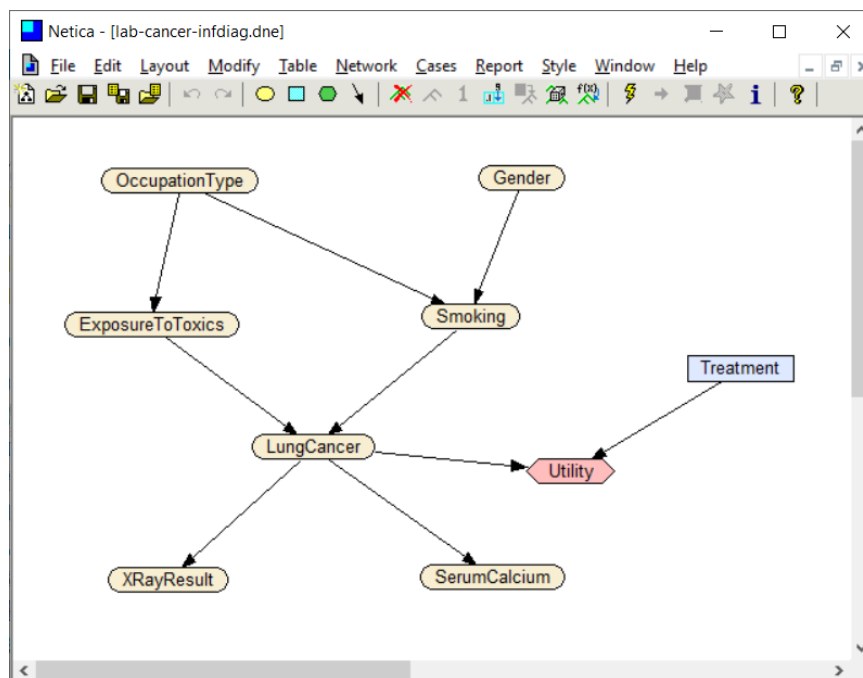 Netica - [lab-cancer-infdiag.dne]
File Edit Layout Modify Table Network Cases Report Style Window Help
1 f(x) i ?
OccupationType
Gender
ExposureToToxics
Smoking
Treatment
LungCancer
Utility
XRayResult
SerumCalcium